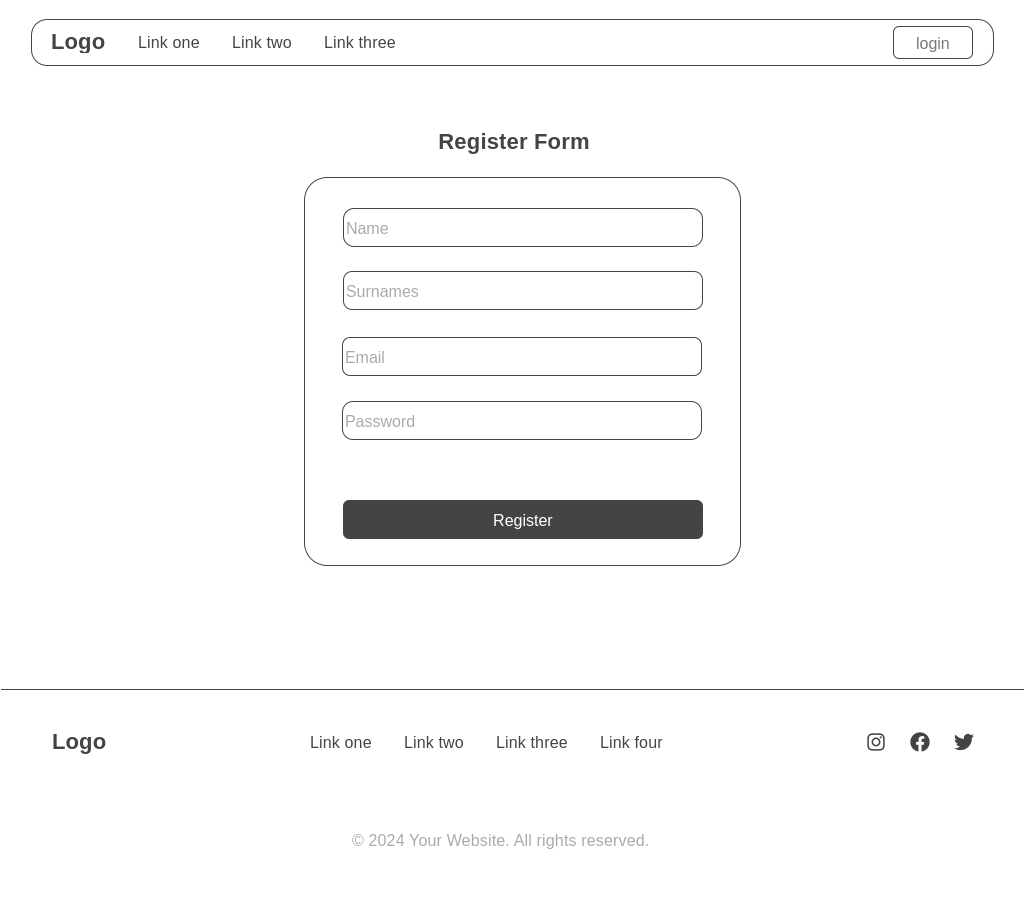 Logo Link one Link two Link three login
Register Form
Name
Surnames
Email
Password
Register
Logo Link one Link two Link three Link four
© 2024 Your Website. All rights reserved.